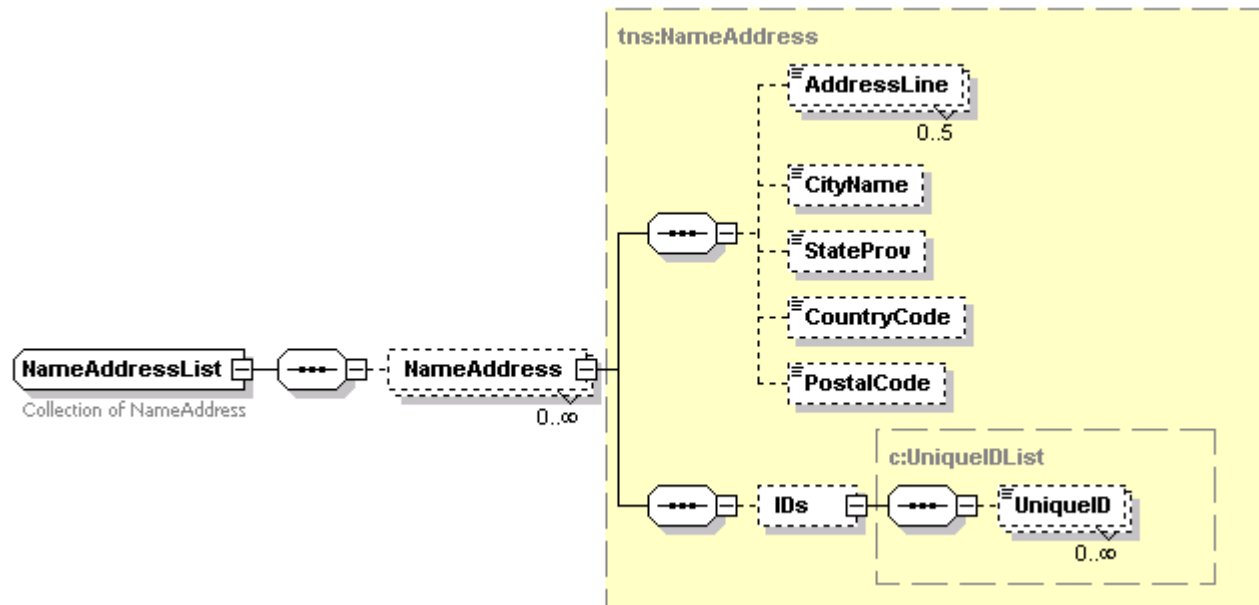 tns:NameAddress
AddressLine
0..5
CityName
StateProv
CountryCode
NameAddressList
NameAddress
PostalCode
Collection of NameAddress
0..∞
c:UniqueIDList
IDs
UniqueID
0..∞